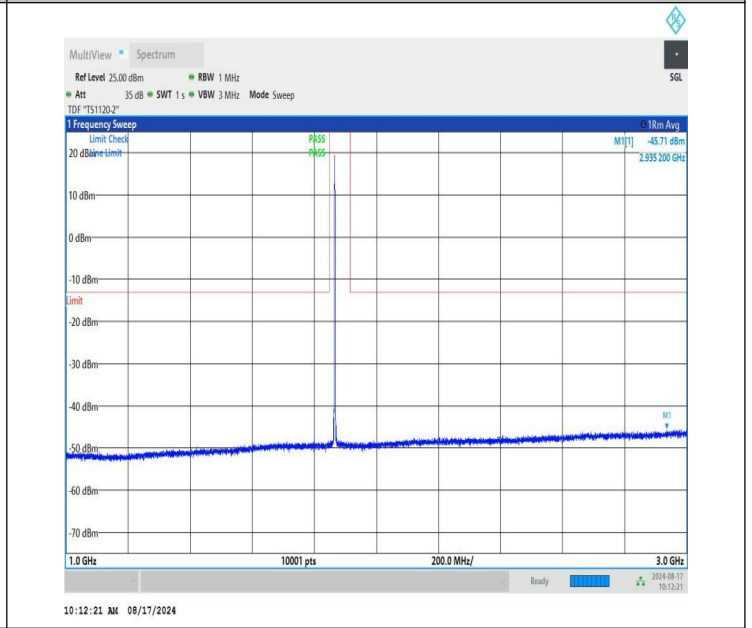 MultiView Spectrum
Ref Level 25.00 dBm RBW 1 MHz SGL
Att 35 dB SWT 1 s VBW 3 MHz Mode Sweep
TDF "TS1120-2"
1 Frequency Sweep 1Rm Avg
Limit Check PASS M1[1] -45.71 dBm
20 dBm Line Limit PASS 2.935 200 GHz
10 dBm
0 dBm
-10 dBm
Limit
-20 dBm
-30 dBm
-40 dBm
M1
-50 dBm
-60 dBm
-70 dBm
1.0 GHz 10001 pts 200.0 MHz/ 3.0 GHz
Ready 2024-08-17
10:12:21
10:12:21 AM 08/17/2024